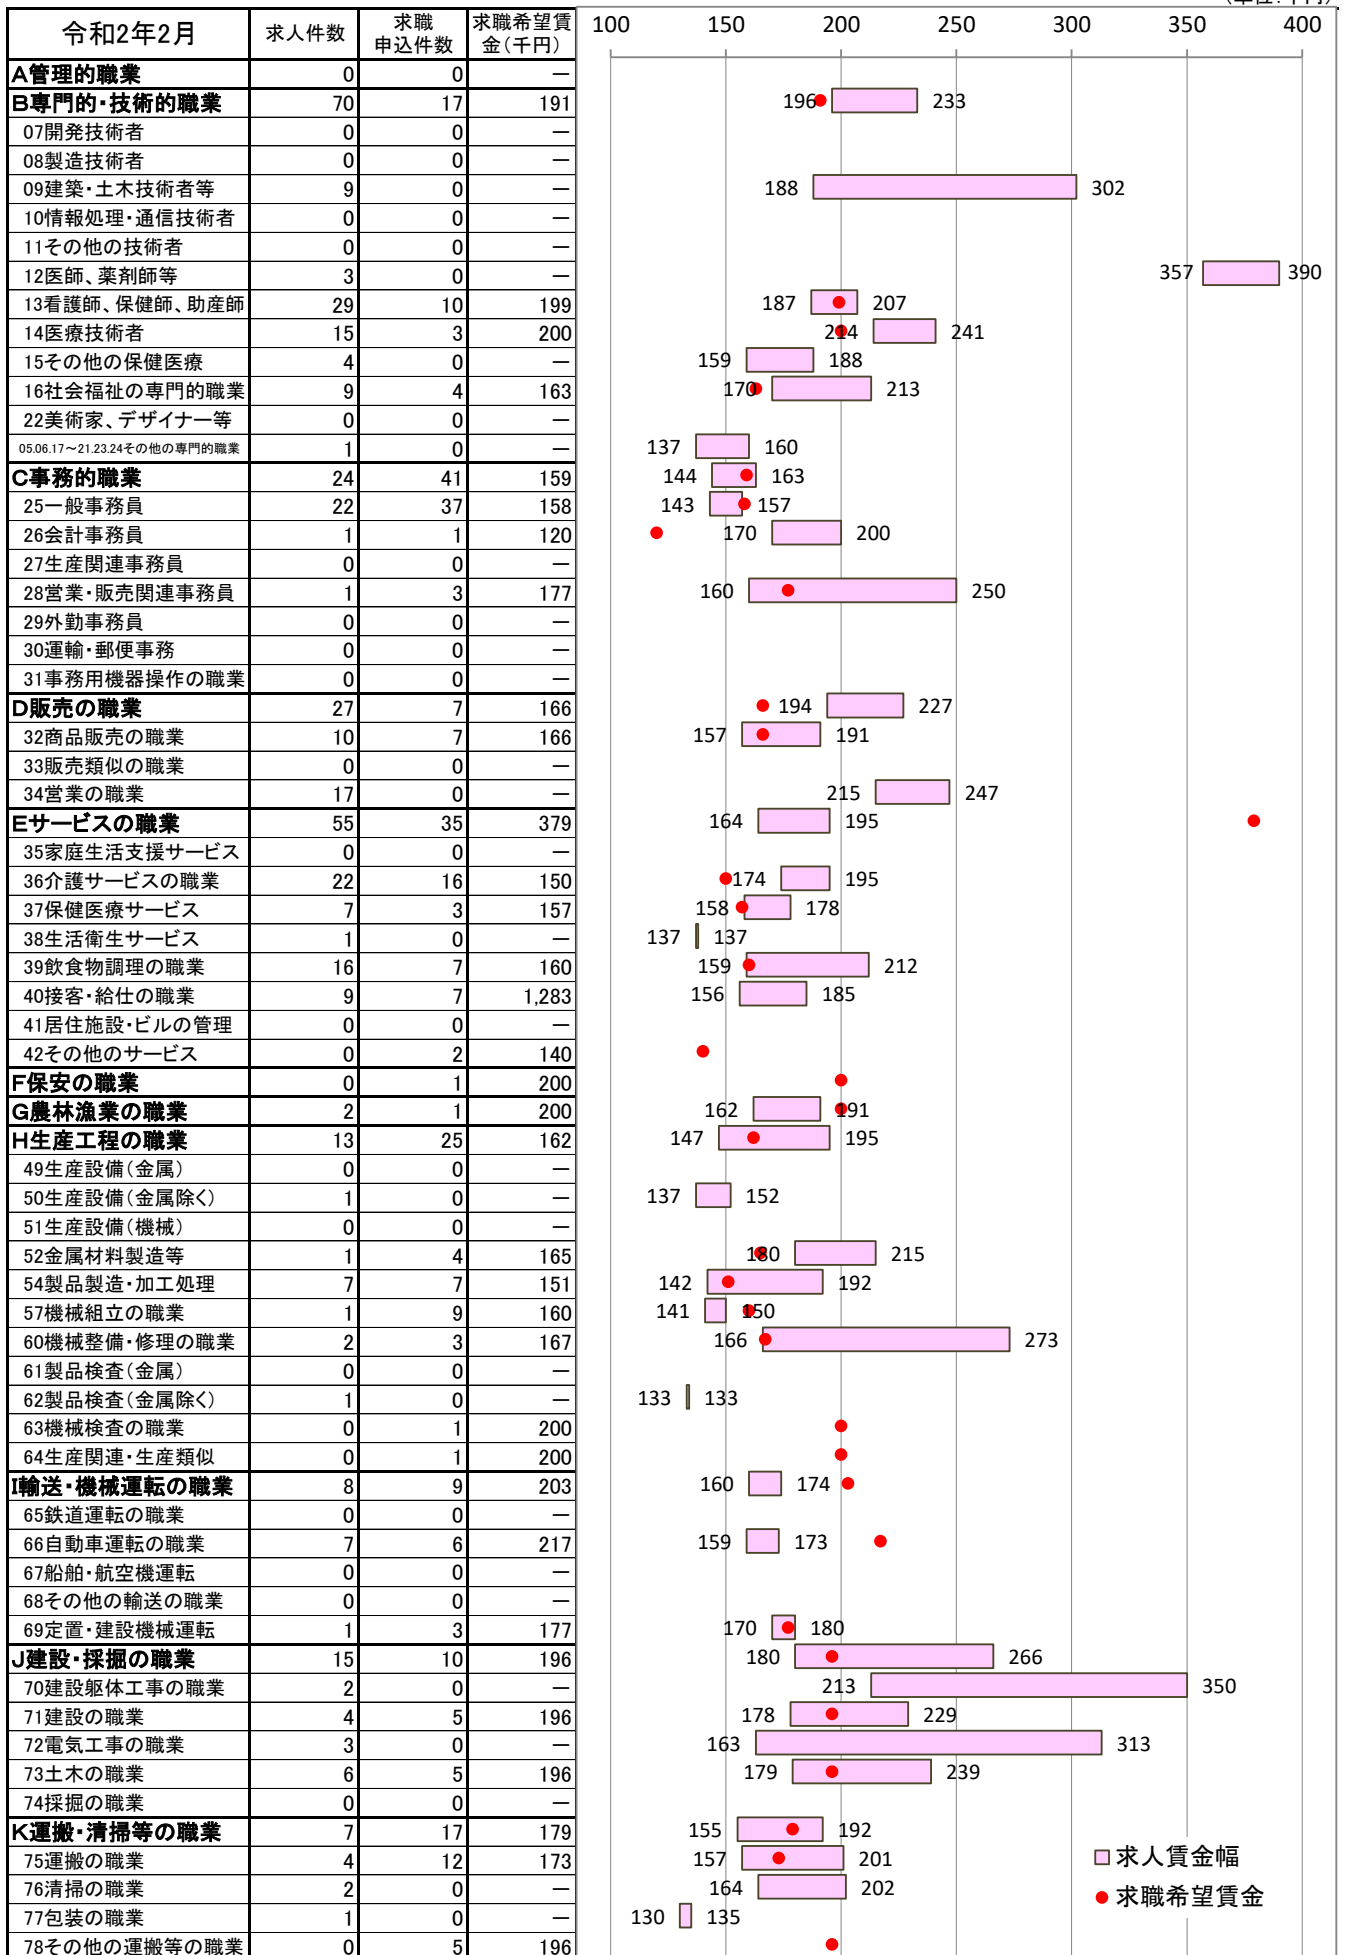 (単位:千円)
令和2年2月 求人件数 求職申込件数 求職希望賃金(千円) 100 150 200 250 300 350 400
A管理的職業 0 0 ―
B専門的・技術的職業 70 17 191 196 233
07開発技術者 0 0 ―
08製造技術者 0 0 ―
09建築・土木技術者等 9 0 ― 188 302
10情報処理・通信技術者 0 0 ―
11その他の技術者 0 0 ―
12医師、薬剤師等 3 0 ― 357 390
13看護師、保健師、助産師 29 10 199 187 207
14医療技術者 15 3 200 214 241
15その他の保健医療 4 0 ― 159 188
16社会福祉の専門的職業 9 4 163 170 213
22美術家、デザイナー等 0 0 ―
05.06.17～21.23.24その他の専門的職業 1 0 ― 137 160
C事務的職業 24 41 159 144 163
25一般事務員 22 37 158 143 157
26会計事務員 1 1 120 170 200
27生産関連事務員 0 0 ―
28営業・販売関連事務員 1 3 177 160 250
29外勤事務員 0 0 ―
30運輸・郵便事務 0 0 ―
31事務用機器操作の職業 0 0 ―
D販売の職業 27 7 166 194 227
32商品販売の職業 10 7 166 157 191
33販売類似の職業 0 0 ―
34営業の職業 17 0 ― 215 247
Eサービスの職業 55 35 379 164 195
35家庭生活支援サービス 0 0 ―
36介護サービスの職業 22 16 150 174 195
37保健医療サービス 7 3 157 158 178
38生活衛生サービス 1 0 ― 137 137
39飲食物調理の職業 16 7 160 159 212
40接客・給仕の職業 9 7 1,283 156 185
41居住施設・ビルの管理 0 0 ―
42その他のサービス 0 2 140
F保安の職業 0 1 200
G農林漁業の職業 2 1 200 162 191
H生産工程の職業 13 25 162 147 195
49生産設備(金属) 0 0 ―
50生産設備(金属除く) 1 0 ― 137 152
51生産設備(機械) 0 0 ―
52金属材料製造等 1 4 165 180 215
54製品製造・加工処理 7 7 151 142 192
57機械組立の職業 1 9 160 141 150
60機械整備・修理の職業 2 3 167 166 273
61製品検査(金属) 0 0 ―
62製品検査(金属除く) 1 0 ― 133 133
63機械検査の職業 0 1 200
64生産関連・生産類似 0 1 200
I輸送・機械運転の職業 8 9 203 160 174
65鉄道運転の職業 0 0 ―
66自動車運転の職業 7 6 217 159 173
67船舶・航空機運転 0 0 ―
68その他の輸送の職業 0 0 ―
69定置・建設機械運転 1 3 177 170 180
J建設・採掘の職業 15 10 196 180 266
70建設躯体工事の職業 2 0 ― 213 350
71建設の職業 4 5 196 178 229
72電気工事の職業 3 0 ― 163 313
73土木の職業 6 5 196 179 239
74採掘の職業 0 0 ―
K運搬・清掃等の職業 7 17 179 155 192
75運搬の職業 4 12 173 157 201 求人賃金幅
76清掃の職業 2 0 ― 164 202 求職希望賃金
77包装の職業 1 0 ― 130 135
78その他の運搬等の職業 0 5 196